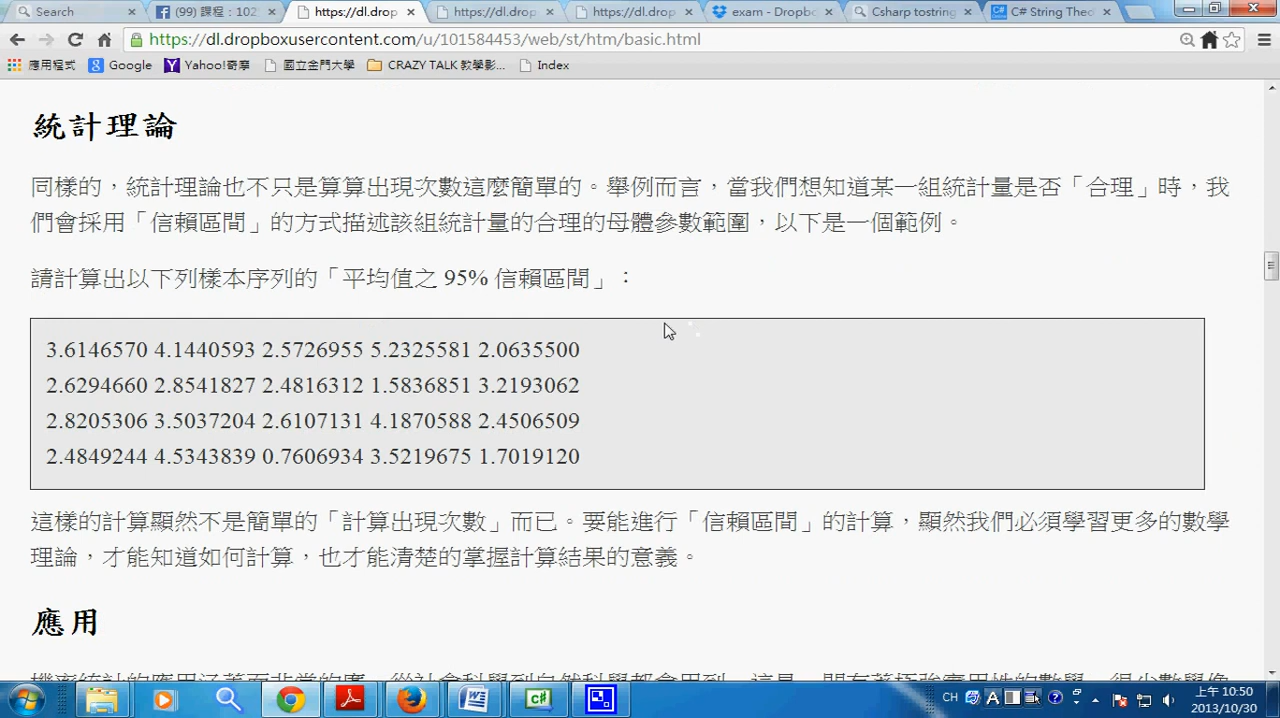 Search
(99) 課程：102
https://dl.drop
https://dl.drop
https://dl.drop
exam - Dropb
Csharp tostring
C# String Theo
https://dl.dropboxusercontent.com/u/101584453/web/st/htm/basic.html
應用程式 Google Yahoo!奇摩 國立金門大學 CRAZY TALK 教學影... Index
統計理論
同樣的，統計理論也不只是算算出現次數這麼簡單的。舉例而言，當我們想知道某一組統計量是否「合理」時，我
們會採用「信賴區間」的方式描述該組統計量的合理的母體參數範圍，以下是一個範例。
請計算出以下列樣本序列的「平均值之 95% 信賴區間」：
3.6146570 4.1440593 2.5726955 5.2325581 2.0635500
2.6294660 2.8541827 2.4816312 1.5836851 3.2193062
2.8205306 3.5037204 2.6107131 4.1870588 2.4506509
2.4849244 4.5343839 0.7606934 3.5219675 1.7019120
這樣的計算顯然不是簡單的「計算出現次數」而已。要能進行「信賴區間」的計算，顯然我們必須學習更多的數學
理論，才能知道如何計算，也才能清楚的掌握計算結果的意義。
應用
CH
上午 10:50
2013/10/30